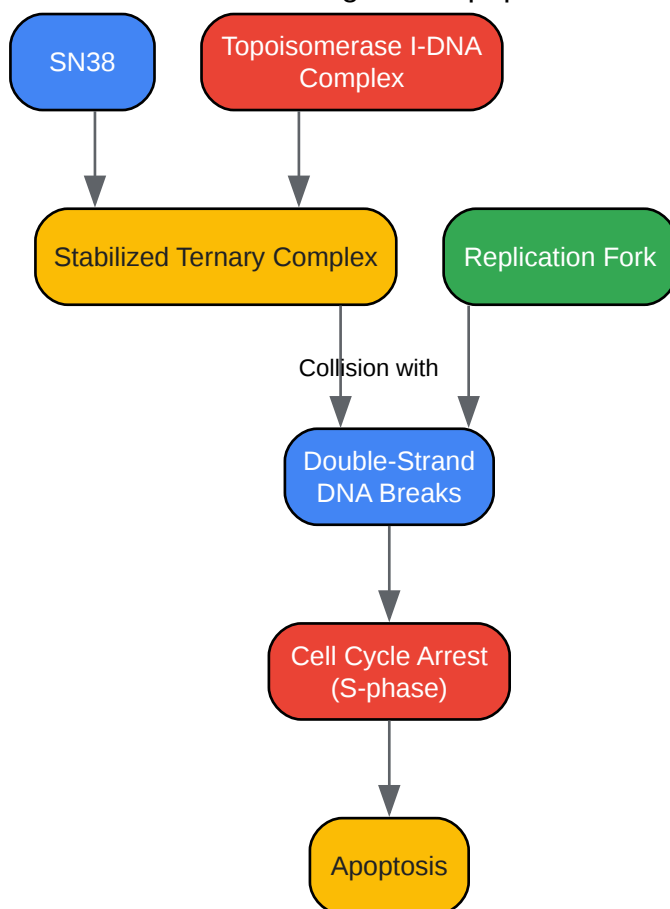 SN38
Topoisomerase I-DNA
Complex
Stabilized Ternary Complex
Replication Fork
Collision with
Double-Strand
DNA Breaks
Cell Cycle Arrest
(S-phase)
Apoptosis